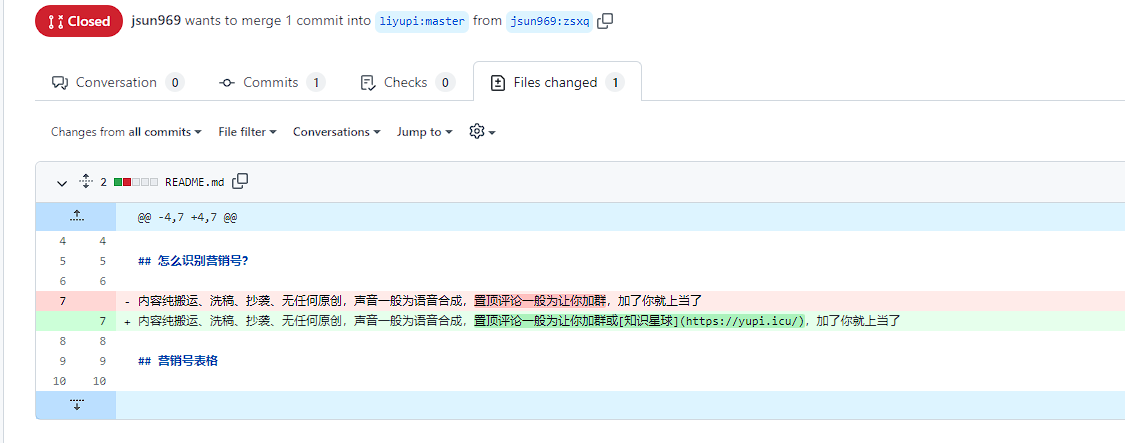 Closed jsun969 wants to merge 1 commit into liyupi:master from jsun969:zsxq
Conversation 0 Commits 1 Checks 0 Files changed 1
Changes from all commits File filter Conversations Jump to
2 README.md
@@ -4,7 +4,7 @@
4 4
5 5 ## 怎么识别营销号?
6 6
7 - 内容纯搬运、洗稿、抄袭、无任何原创，声音一般为语音合成，置顶评论一般为让你加群，加了你就上当了
7 + 内容纯搬运、洗稿、抄袭、无任何原创，声音一般为语音合成，置顶评论一般为让你加群或[知识星球](https://yupi.icu/)，加了你就上当了
8 8
9 9 ## 营销号表格
10 10